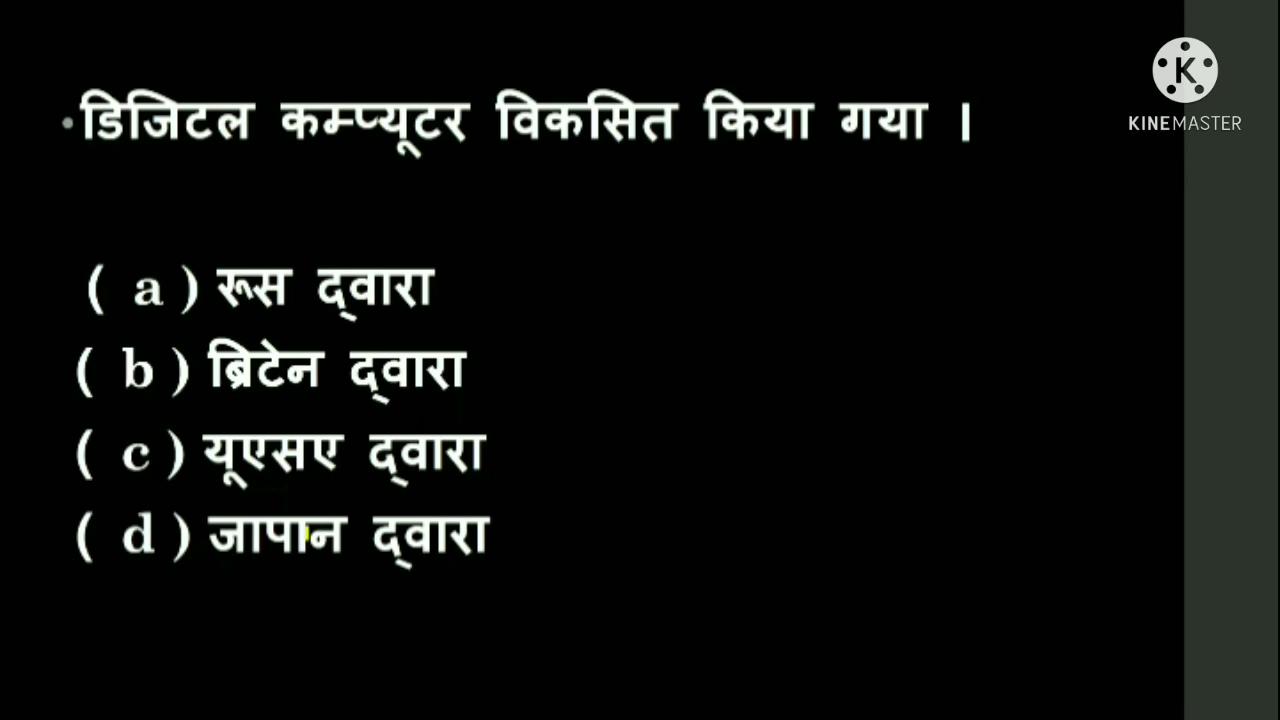 • डिजिटल कम्प्यूटर विकसित किया गया ।
K
KINEMASTER
( a ) रूस द्वारा
( b ) ब्रिटेन द्वारा
( c ) यूएसए द्वारा
( d ) जापान द्वारा